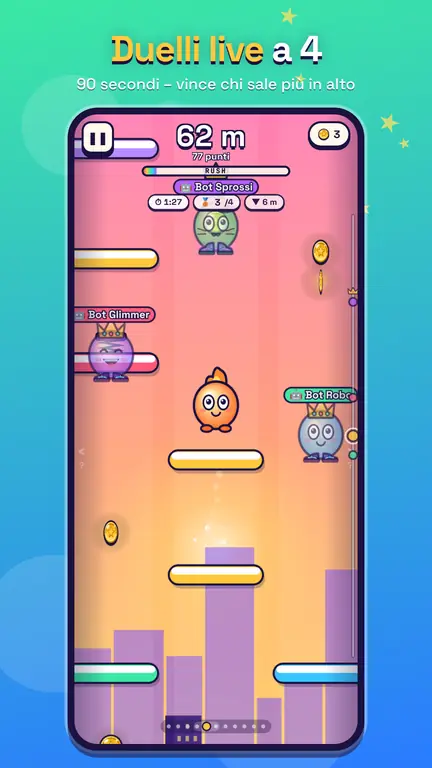 Duelli live a 4
90 secondi – vince chi sale più in alto
62 m
3
77 punti
RUSH
Bot Sprossi
1:27
3 /4
▼ 6 m
Bot Glimmer
Bot Robo